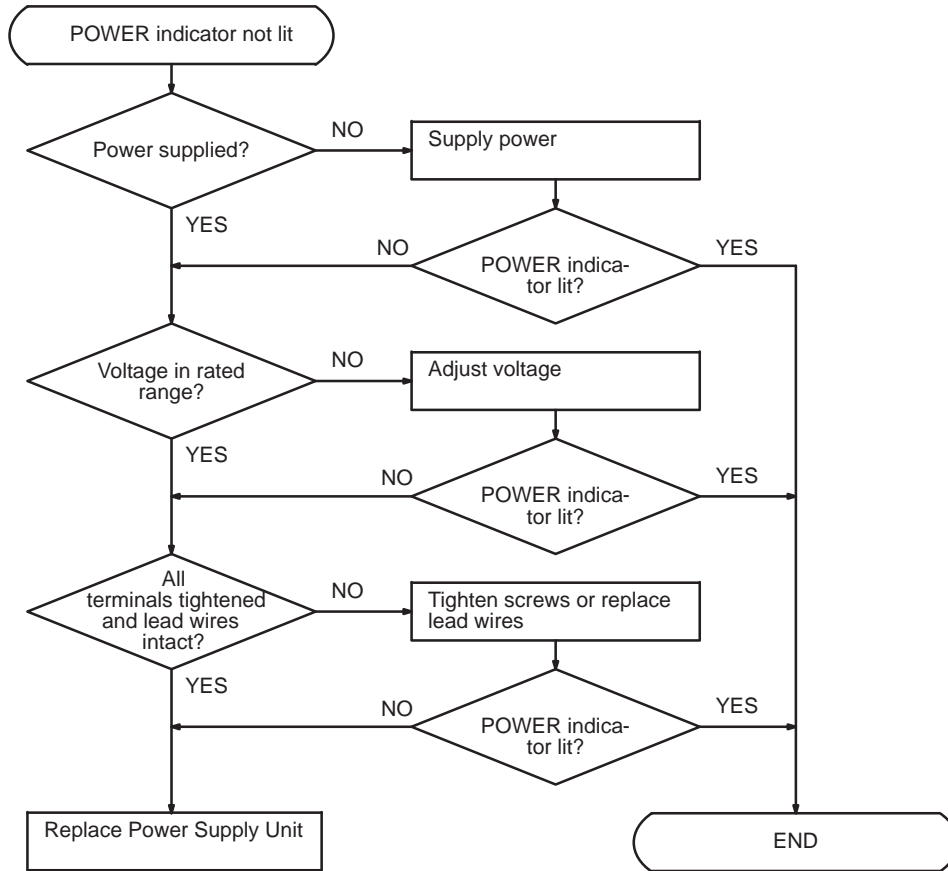 POWER indicator not lit
NO
Supply power
Power supplied?
YES
NO
YES
POWER indica-
tor lit?
NO
Voltage in rated
range?
Adjust voltage
YES
NO
YES
POWER indica-
tor lit?
All
terminals tightened
and lead wires
intact?
NO
Tighten screws or replace
lead wires
YES
NO
YES
POWER indica-
tor lit?
Replace Power Supply Unit
END